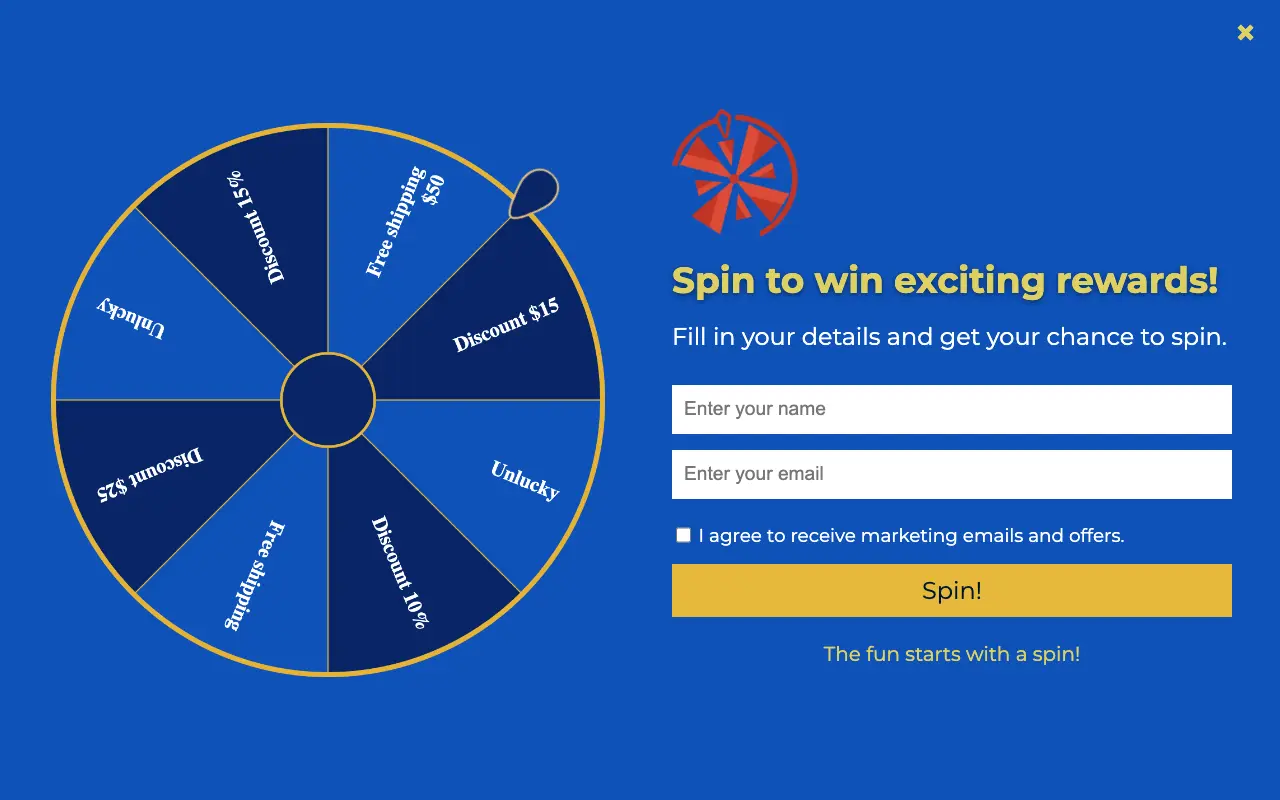 ✖
Discount 15%
Free shipping
$50
Unlucky
Discount $15
Discount $25
Unlucky
Free shipping
Discount 10%
Spin to win exciting rewards!
Fill in your details and get your chance to spin.
Enter your name
Enter your email
I agree to receive marketing emails and offers.
Spin!
The fun starts with a spin!